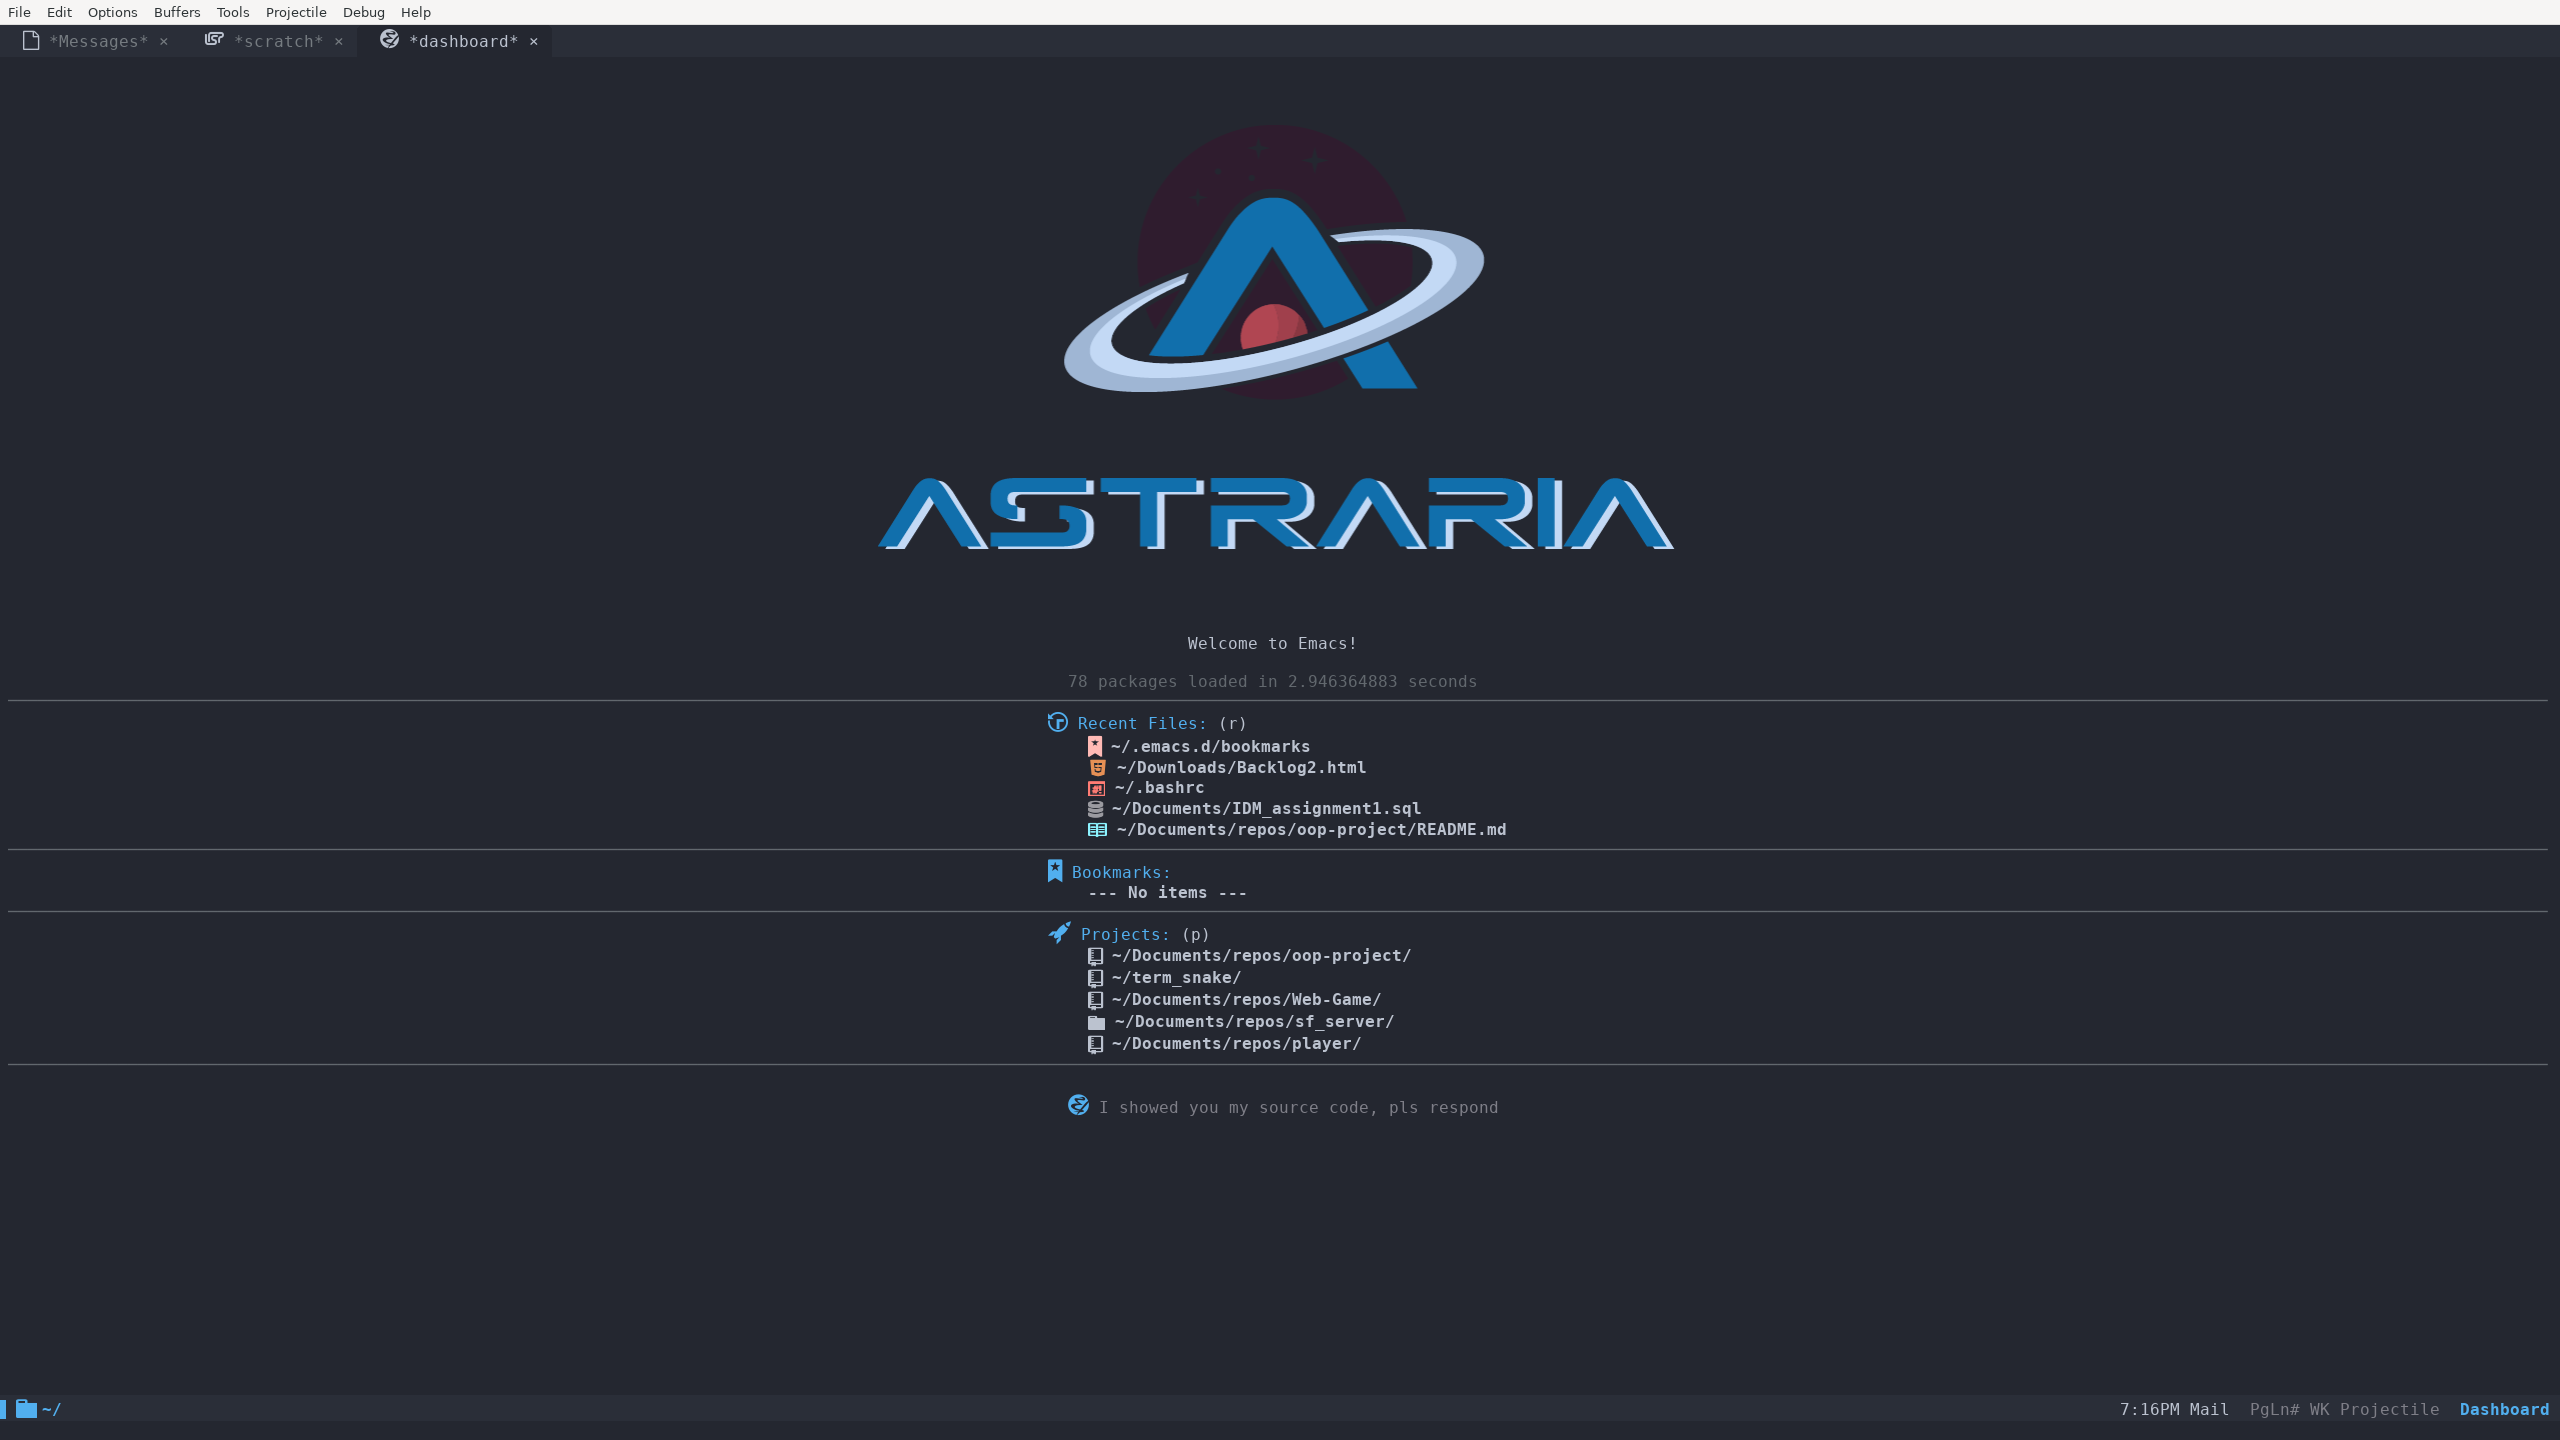 File Edit Options Buffers Tools Projectile Debug Help
*Messages* × *scratch* × *dashboard* ×
ASTRARIA
Welcome to Emacs!
78 packages loaded in 2.946364883 seconds
Recent Files: (r)
~/.emacs.d/bookmarks
~/Downloads/Backlog2.html
~/.bashrc
~/Documents/IDM_assignment1.sql
~/Documents/repos/oop-project/README.md
Bookmarks:
--- No items ---
Projects: (p)
~/Documents/repos/oop-project/
~/term_snake/
~/Documents/repos/Web-Game/
~/Documents/repos/sf_server/
~/Documents/repos/player/
I showed you my source code, pls respond
~/ 7:16PM Mail PgLn# WK Projectile Dashboard